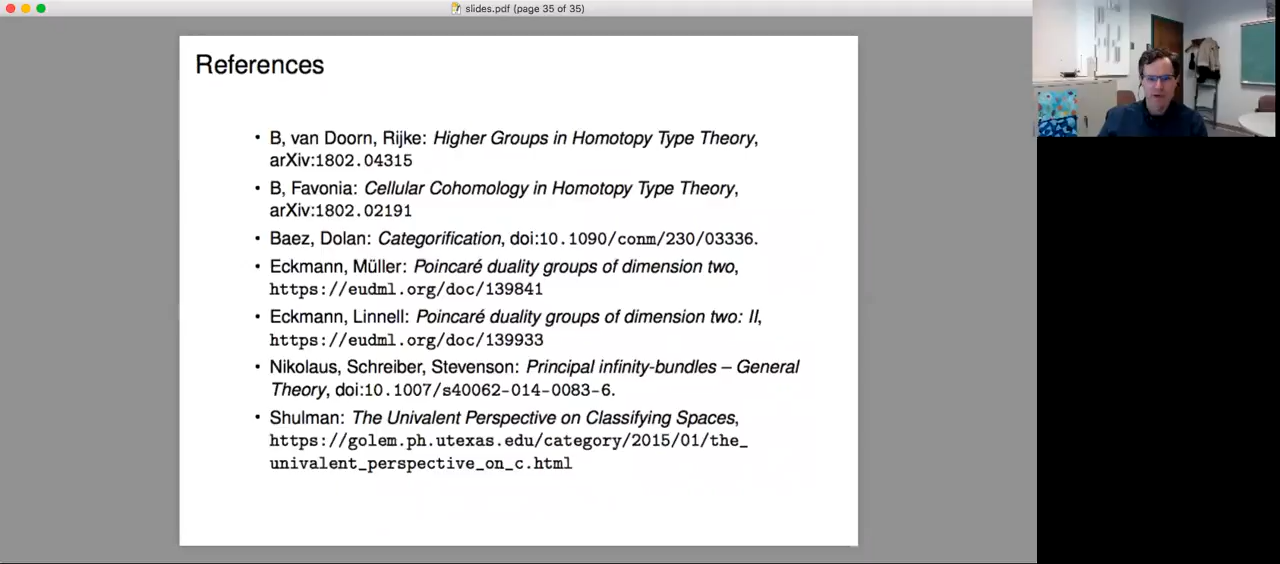 slides.pdf (page 35 of 35)
References
• B, van Doorn, Rijke: Higher Groups in Homotopy Type Theory,
arXiv:1802.04315
• B, Favonia: Cellular Cohomology in Homotopy Type Theory,
arXiv:1802.02191
• Baez, Dolan: Categorification, doi:10.1090/conm/230/03336.
• Eckmann, Müller: Poincaré duality groups of dimension two,
https://eudml.org/doc/139841
• Eckmann, Linnell: Poincaré duality groups of dimension two: II,
https://eudml.org/doc/139933
• Nikolaus, Schreiber, Stevenson: Principal infinity-bundles – General
Theory, doi:10.1007/s40062-014-0083-6.
• Shulman: The Univalent Perspective on Classifying Spaces,
https://golem.ph.utexas.edu/category/2015/01/the_
univalent_perspective_on_c.html